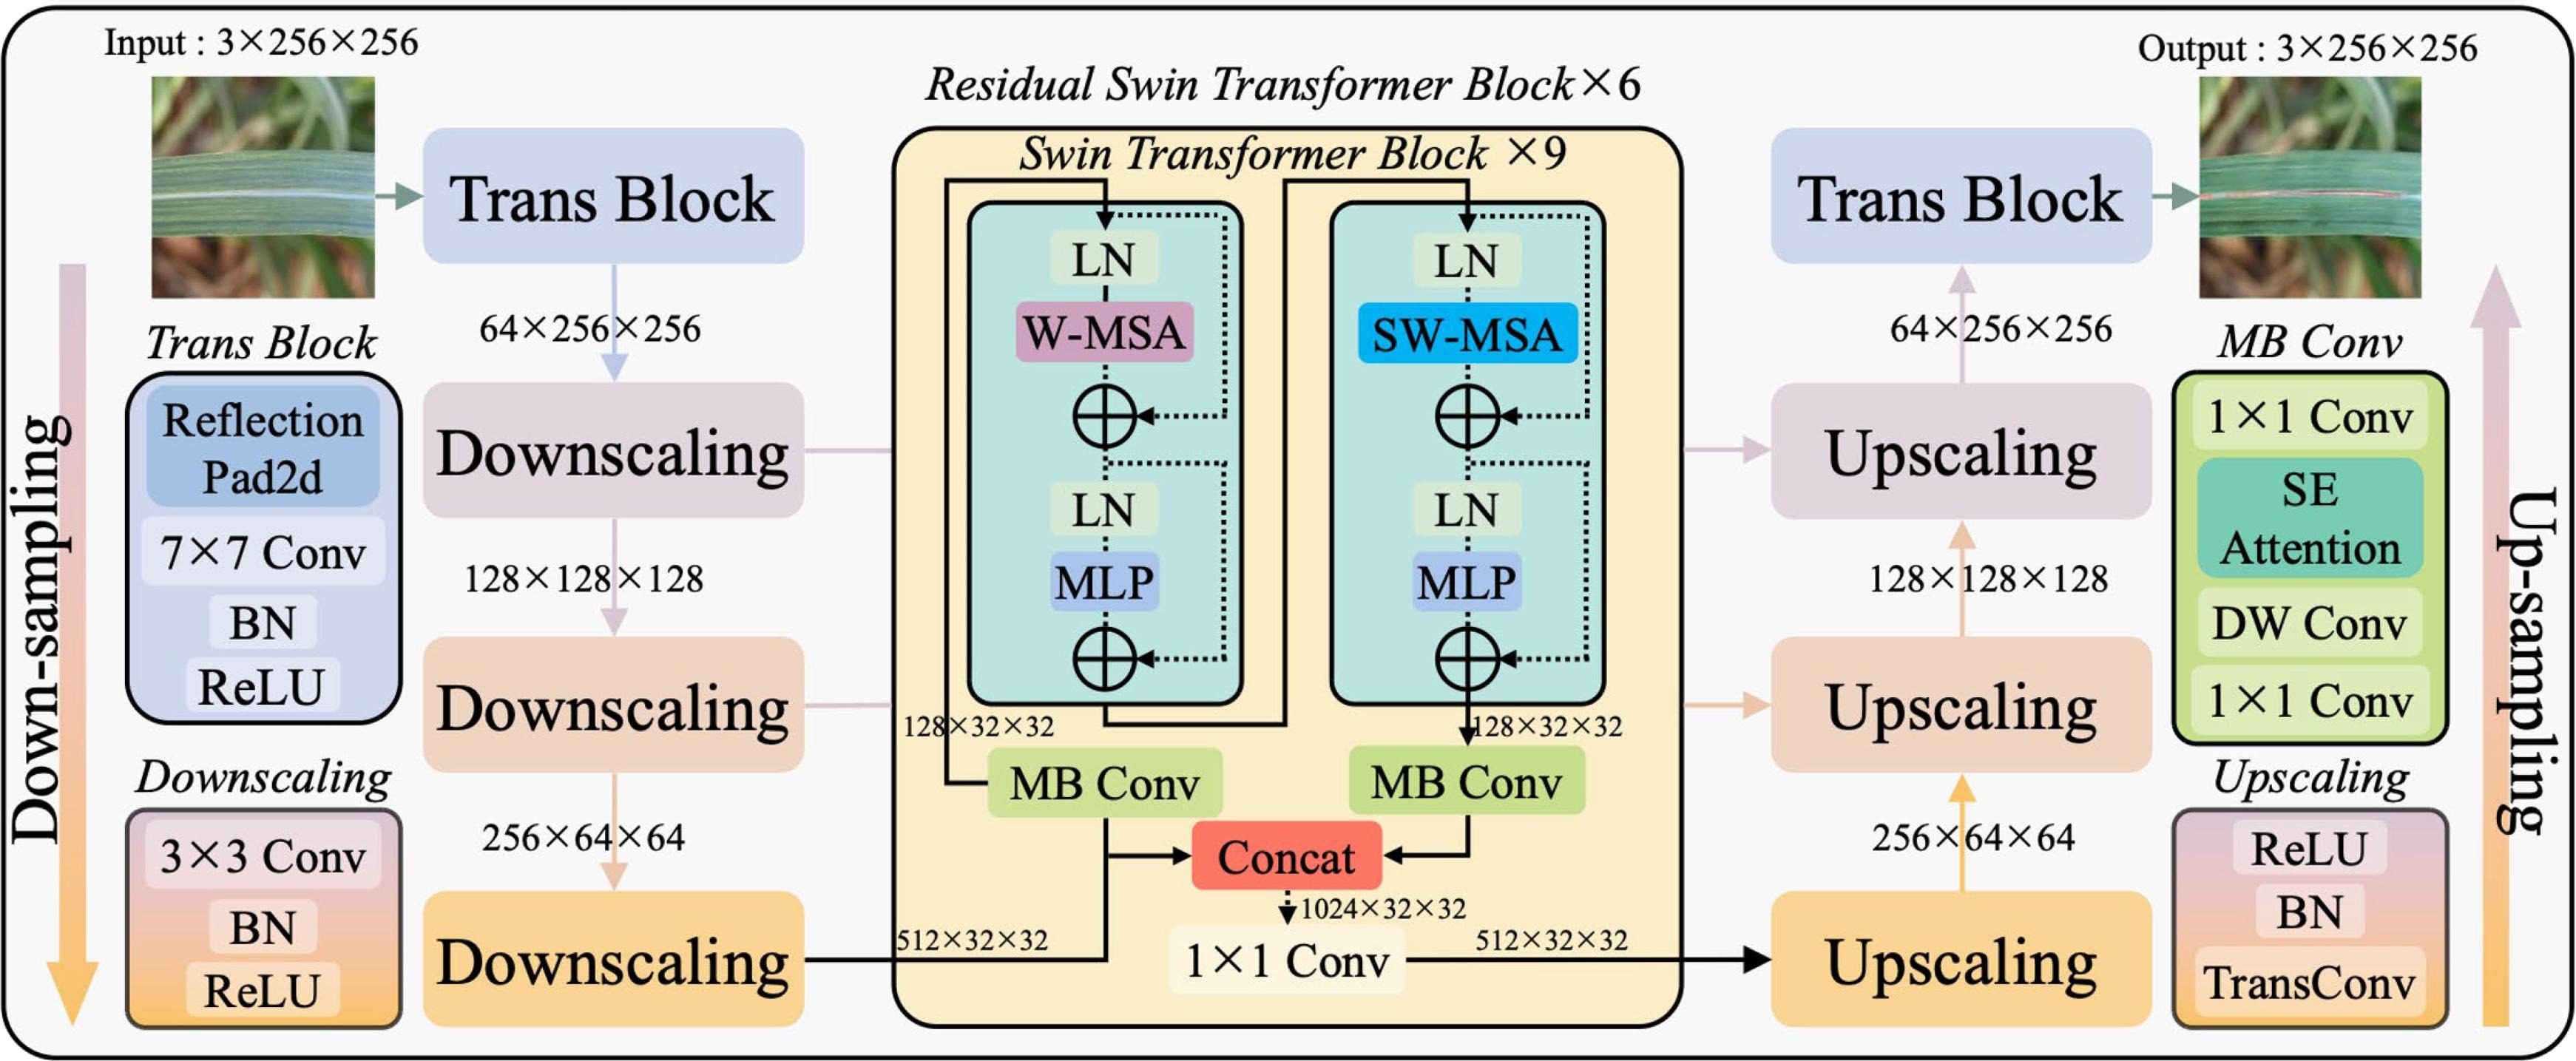 Input : 3×256×256
Output : 3×256×256
Residual Swin Transformer Block×6
Swin Transformer Block ×9
Down-sampling
Trans Block
Reflection
Pad2d
7×7 Conv
BN
ReLU
Downscaling
3×3 Conv
BN
ReLU
Trans Block
64×256×256
Downscaling
128×128×128
Downscaling
256×64×64
Downscaling
LN
W-MSA
LN
MLP
LN
SW-MSA
LN
MLP
128×32×32
128×32×32
MB Conv
MB Conv
Concat
1024×32×32
512×32×32
1×1 Conv
512×32×32
Trans Block
64×256×256
Upscaling
128×128×128
Upscaling
256×64×64
Upscaling
MB Conv
1×1 Conv
SE
Attention
DW Conv
1×1 Conv
Upscaling
ReLU
BN
TransConv
Up-sampling